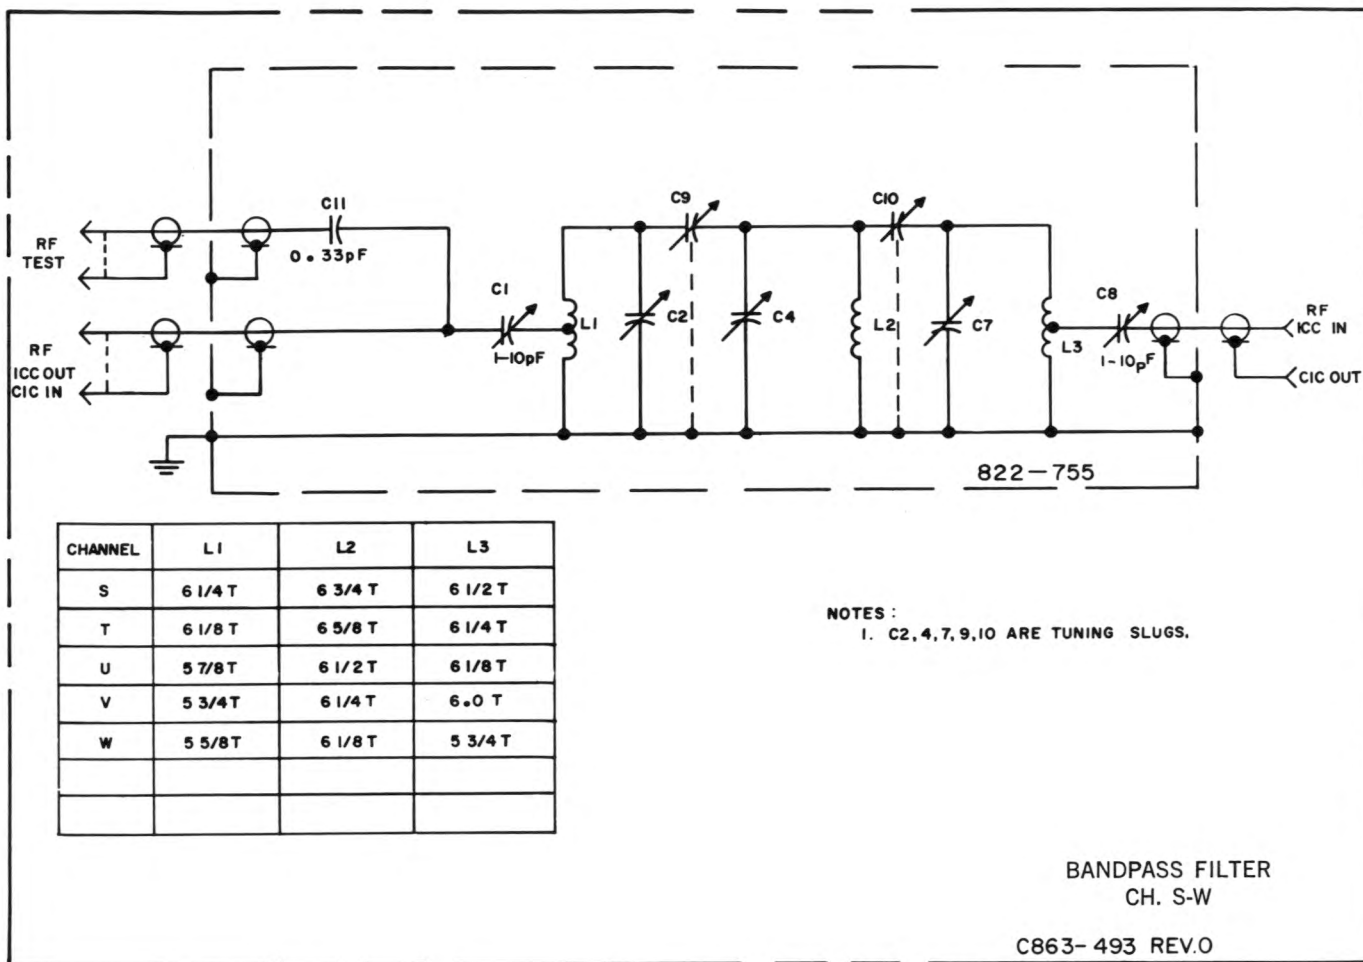 C11
0.33pF
RF
TEST
C9
C10
C1
1-10pF
L1
C2
C4
L2
C7
L3
C8
1-10pF
RF
ICC IN
CIC OUT
RF
ICC OUT
CIC IN
822-755
CHANNEL L1 L2 L3
S 6 1/4 T 6 3/4 T 6 1/2 T
T 6 1/8 T 6 5/8 T 6 1/4 T
U 5 7/8 T 6 1/2 T 6 1/8 T
V 5 3/4 T 6 1/4 T 6.0 T
W 5 5/8 T 6 1/8 T 5 3/4 T
NOTES :
1. C2,4,7,9,10 ARE TUNING SLUGS.
BANDPASS FILTER
CH. S-W
C863-493 REV.0